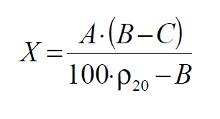 X = A·(B−C) / 100·ρ₂₀ −B